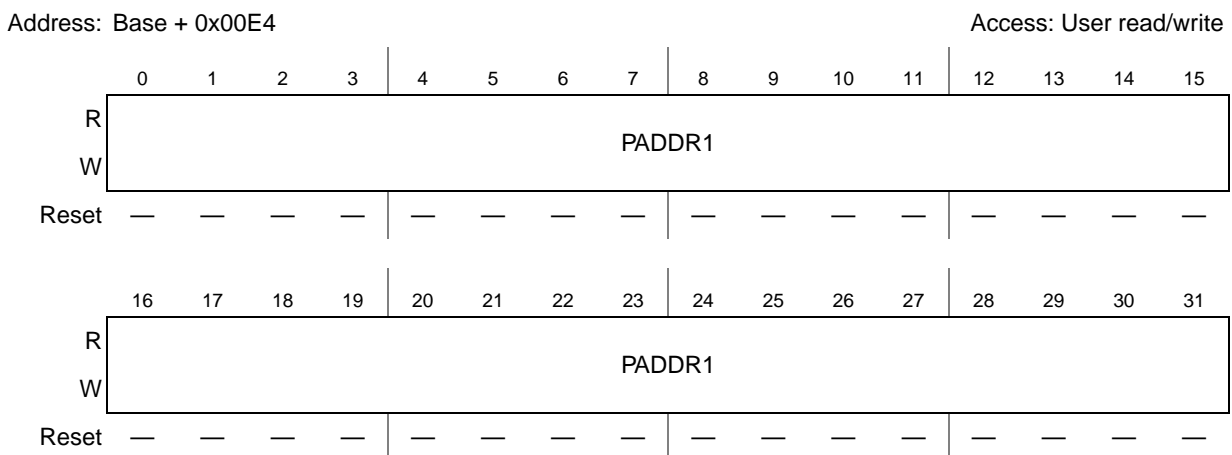 Address: Base + 0x00E4 Access: User read/write
0 1 2 3 4 5 6 7 8 9 10 11 12 13 14 15
R
PADDR1
W
Reset — — — — — — — — — — — — — — — —
16 17 18 19 20 21 22 23 24 25 26 27 28 29 30 31
R
PADDR1
W
Reset — — — — — — — — — — — — — — — —